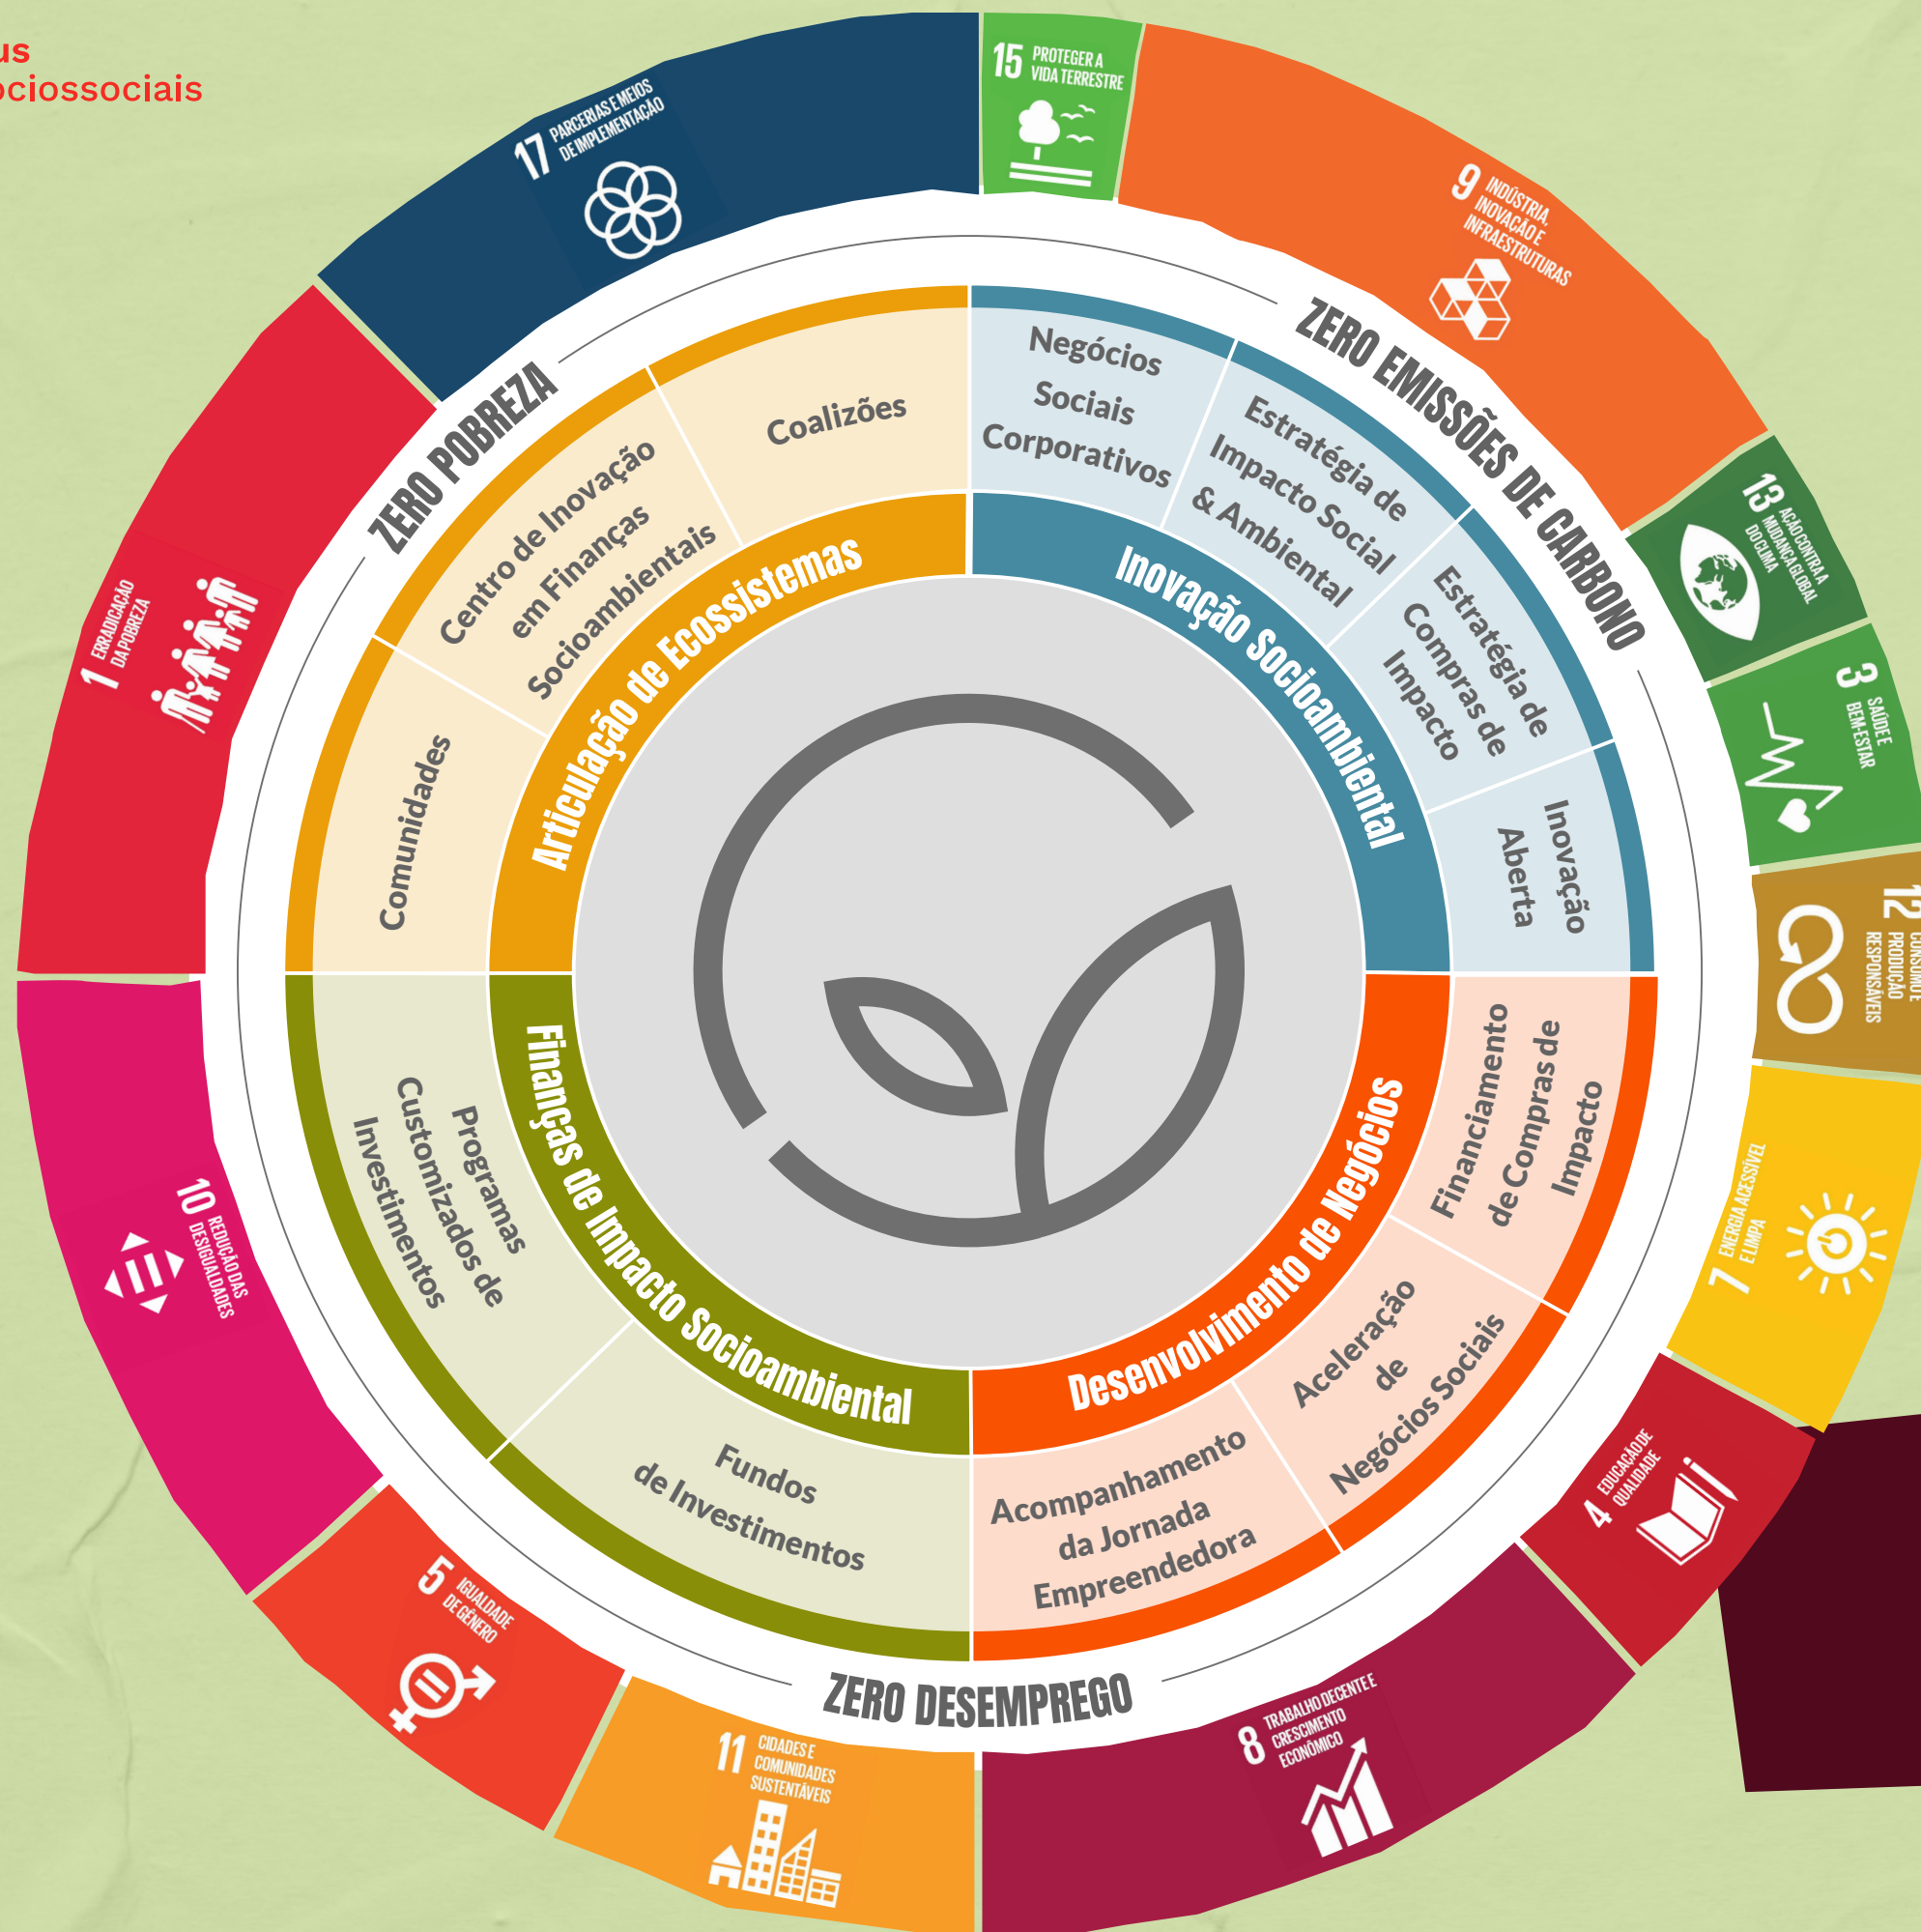 us
ociossociais
17 PARCERIAS E MEIOS
DE IMPLEMENTAÇÃO
15 PROTEGER A
VIDA TERRESTRE
9 INDÚSTRIA,
INOVAÇÃO E
INFRAESTRUTURAS
13 AÇÃO CONTRA A
MUDANÇA GLOBAL
DO CLIMA
3 SAÚDE E
BEM-ESTAR
12 CONSUMO E
PRODUÇÃO
RESPONSÁVEIS
7 ENERGIA ACESSÍVEL
E LIMPA
4 EDUCAÇÃO DE
QUALIDADE
8 TRABALHO DECENTE E
CRESCIMENTO
ECONÔMICO
11 CIDADES E
COMUNIDADES
SUSTENTÁVEIS
5 IGUALDADE
DE GÊNERO
10 REDUÇÃO DAS
DESIGUALDADES
1 ERRADICAÇÃO
DA POBREZA
ZERO POBREZA
ZERO EMISSÕES DE CARBONO
ZERO DESEMPREGO
Articulação de Ecossistemas
Comunidades
Centro de Inovação
em Finanças
Socioambientais
Coalizões
Inovação Socioambiental
Negócios
Sociais
Corporativos
Estratégia de
Impacto Social
& Ambiental
Estratégia de
Compras de
Impacto
Inovação
Aberta
Desenvolvimento de Negócios
Financiamento
de Compras de
Impacto
Aceleração
de
Negócios Sociais
Acompanhamento
da Jornada
Empreendedora
Finanças de Impacto Socioambiental
Fundos
de Investimentos
Programas
Customizados de
Investimentos